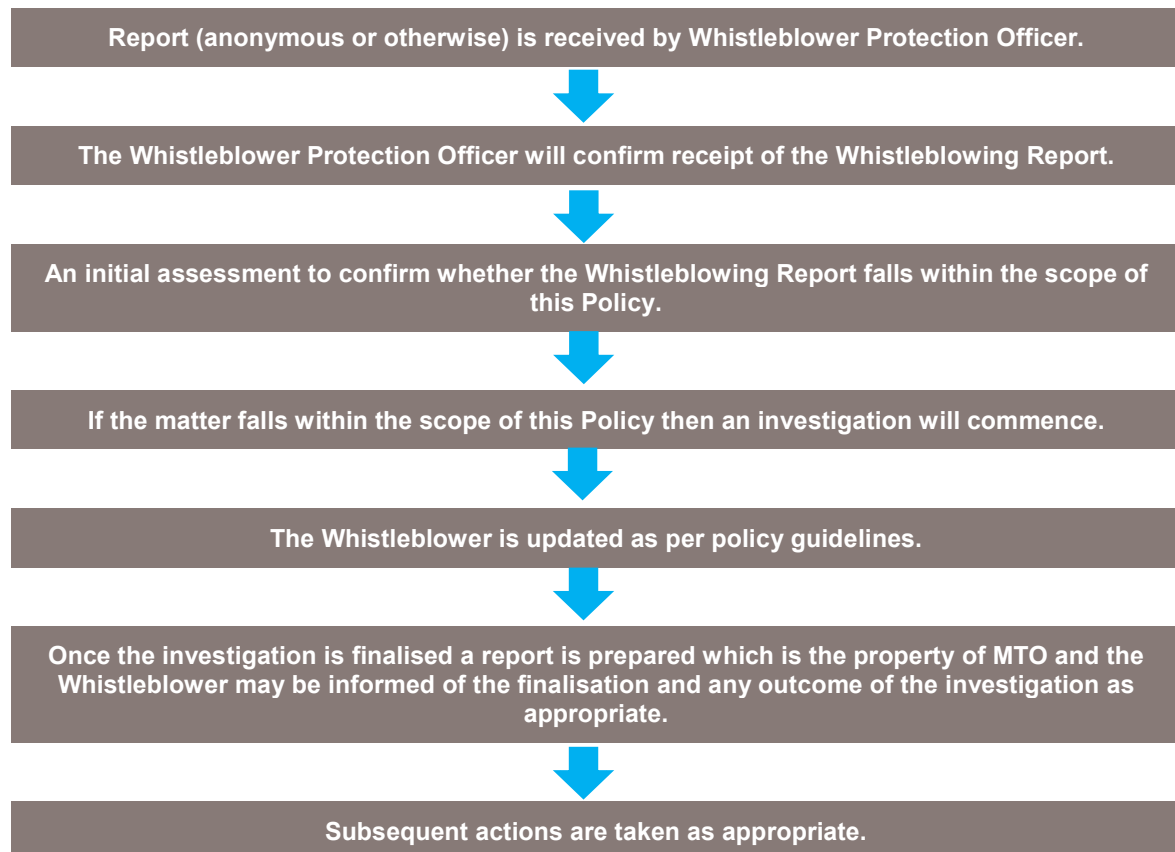 Report (anonymous or otherwise) is received by Whistleblower Protection Officer.
The Whistleblower Protection Officer will confirm receipt of the Whistleblowing Report.
An initial assessment to confirm whether the Whistleblowing Report falls within the scope of
this Policy.
If the matter falls within the scope of this Policy then an investigation will commence.
The Whistleblower is updated as per policy guidelines.
Once the investigation is finalised a report is prepared which is the property of MTO and the
Whistleblower may be informed of the finalisation and any outcome of the investigation as
appropriate.
Subsequent actions are taken as appropriate.